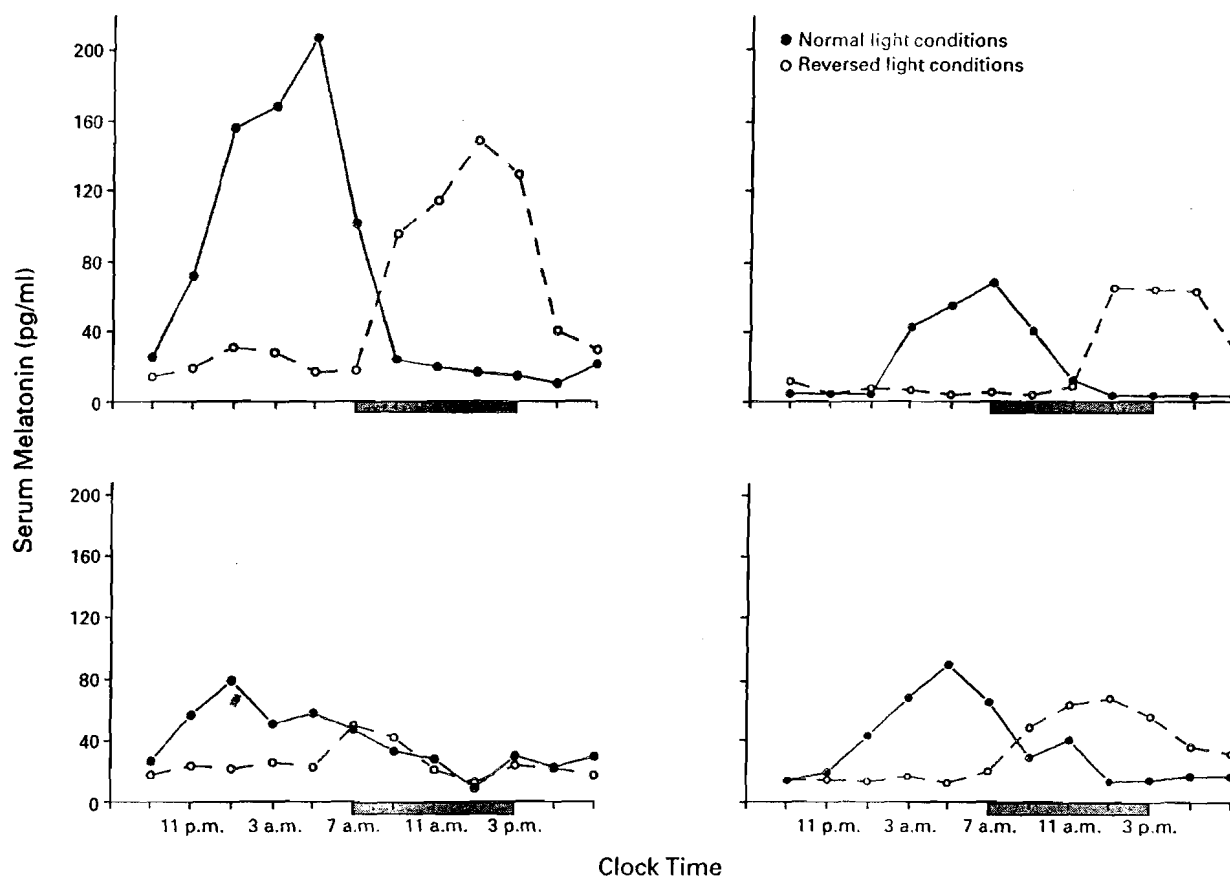 Normal light conditions
Reversed light conditions
200
160
120
80
40
0
Serum Melatonin (pg/ml)
200
160
120
80
40
0
11 p.m. 3 a.m. 7 a.m. 11 a.m. 3 p.m.
11 p.m. 3 a.m. 7 a.m. 11 a.m. 3 p.m.
Clock Time